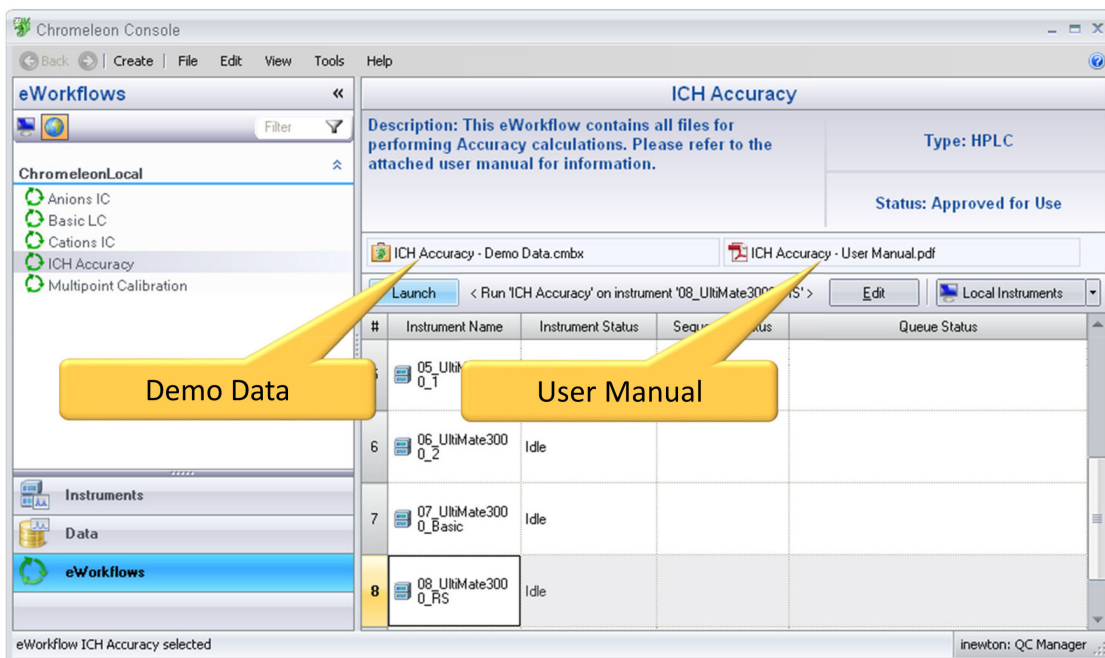 Chromeleon Console
Back Create File Edit View Tools Help
eWorkflows «
Filter
ChromeleonLocal
Anions IC
Basic LC
Cations IC
ICH Accuracy
Multipoint Calibration
Instruments
Data
eWorkflows
ICH Accuracy
Description: This eWorkflow contains all files for
performing Accuracy calculations. Please refer to the
attached user manual for information.
Type: HPLC
Status: Approved for Use
ICH Accuracy - Demo Data.cmbx
ICH Accuracy - User Manual.pdf
Launch < Run 'ICH Accuracy' on instrument '08_UltiMate3000_RS' > Edit Local Instruments
# Instrument Name Instrument Status Queue Status
0_1
6 06_UltiMate300
0_2 Idle
7 07_UltiMate300
0_Basic Idle
8 08_UltiMate300
0_RS Idle
Demo Data
User Manual
eWorkflow ICH Accuracy selected
inewton: QC Manager